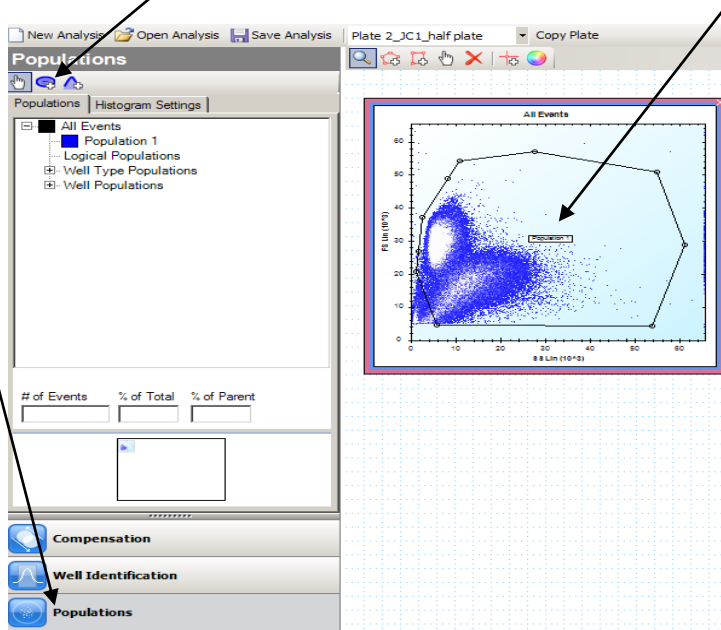 New Analysis Open Analysis Save Analysis Plate 2_JC1_half plate Copy Plate
Populations
Populations Histogram Settings
All Events
Population 1
Logical Populations
Well Type Populations
Well Populations
# of Events % of Total % of Parent
Compensation
Well Identification
Populations
All Events
60
50
40
30
20
10
0
FS Lin (10^3)
Population 1
0 10 20 30 40 50 60
SS Lin (10^3)